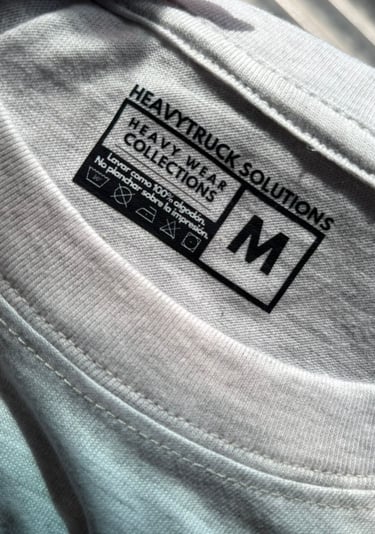 HEAVYTRUCK SOLUTIONS
HEAVY WEAR
COLLECTIONS
Lavar como 100% algodón.
No planchar sobre la impresión.
M